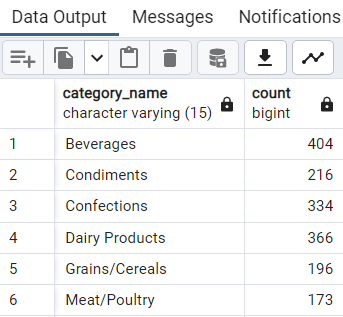 Data Output Messages Notifications
category_name count
character varying (15) bigint
1 Beverages 404
2 Condiments 216
3 Confections 334
4 Dairy Products 366
5 Grains/Cereals 196
6 Meat/Poultry 173